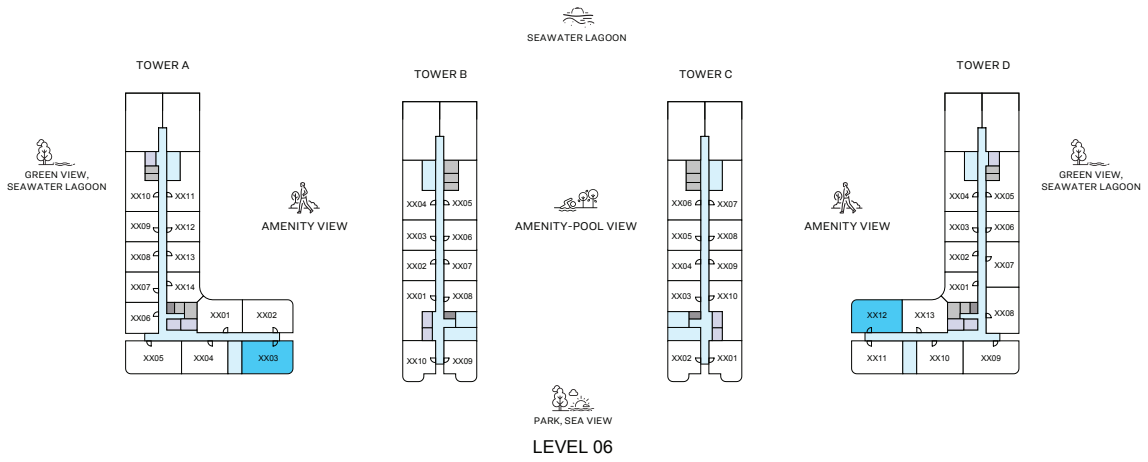 SEAWATER LAGOON
TOWER A
TOWER B
TOWER C
TOWER D
GREEN VIEW,
SEAWATER LAGOON
AMENITY VIEW
AMENITY-POOL VIEW
AMENITY VIEW
GREEN VIEW,
SEAWATER LAGOON
XX10 XX11
XX09 XX12
XX08 XX13
XX07 XX14
XX06 XX01 XX02
XX05 XX04 XX03
XX04 XX05
XX03 XX06
XX02 XX07
XX01 XX08
XX10 XX09
XX06 XX07
XX05 XX08
XX04 XX09
XX03 XX10
XX02 XX01
XX04 XX05
XX03 XX06
XX02 XX07
XX01
XX12 XX13 XX08
XX11 XX10 XX09
PARK, SEA VIEW
LEVEL 06